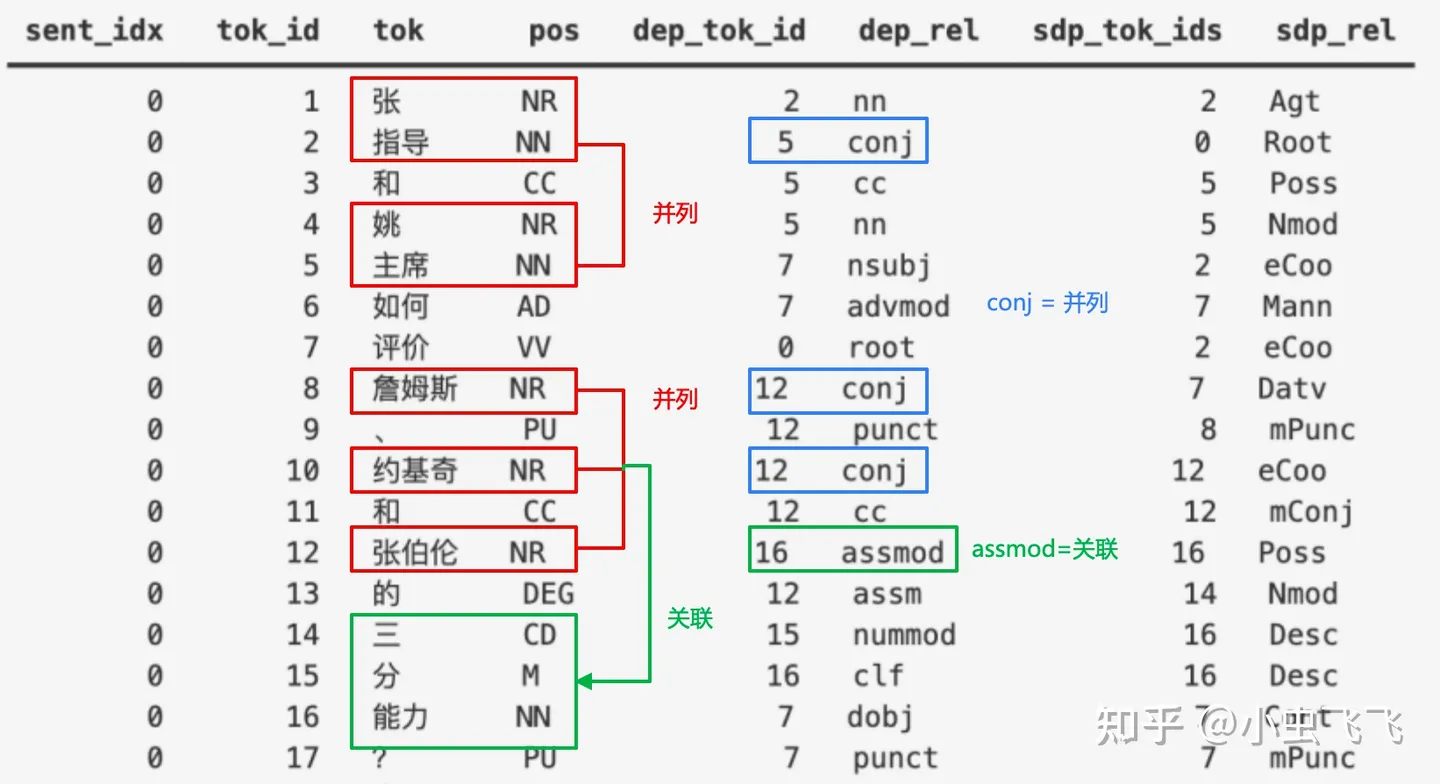 sent_idx tok_id tok pos dep_tok_id dep_rel sdp_tok_ids sdp_rel
0 1 张 NR 2 nn 2 Agt
0 2 指导 NN 5 conj 0 Root
0 3 和 CC 5 cc 5 Poss
并列
0 4 姚 NR 5 nn 5 Nmod
0 5 主席 NN 7 nsubj 2 eCoo
0 6 如何 AD 7 advmod conj = 并列 7 Mann
0 7 评价 VV 0 root 2 eCoo
0 8 詹姆斯 NR 并列 12 conj 7 Datv
0 9 、 PU 12 punct 8 mPunc
0 10 约基奇 NR 12 conj 12 eCoo
0 11 和 CC 12 cc 12 mConj
0 12 张伯伦 NR 16 assmod assmod=关联 16 Poss
0 13 的 DEG 12 assm 14 Nmod
关联
0 14 三 CD 15 nummod 16 Desc
0 15 分 M 16 clf 16 Desc
0 16 能力 NN 7 dobj 7
知乎 @小虫飞飞
0 17 ? PU 7 punct 7 mPunc